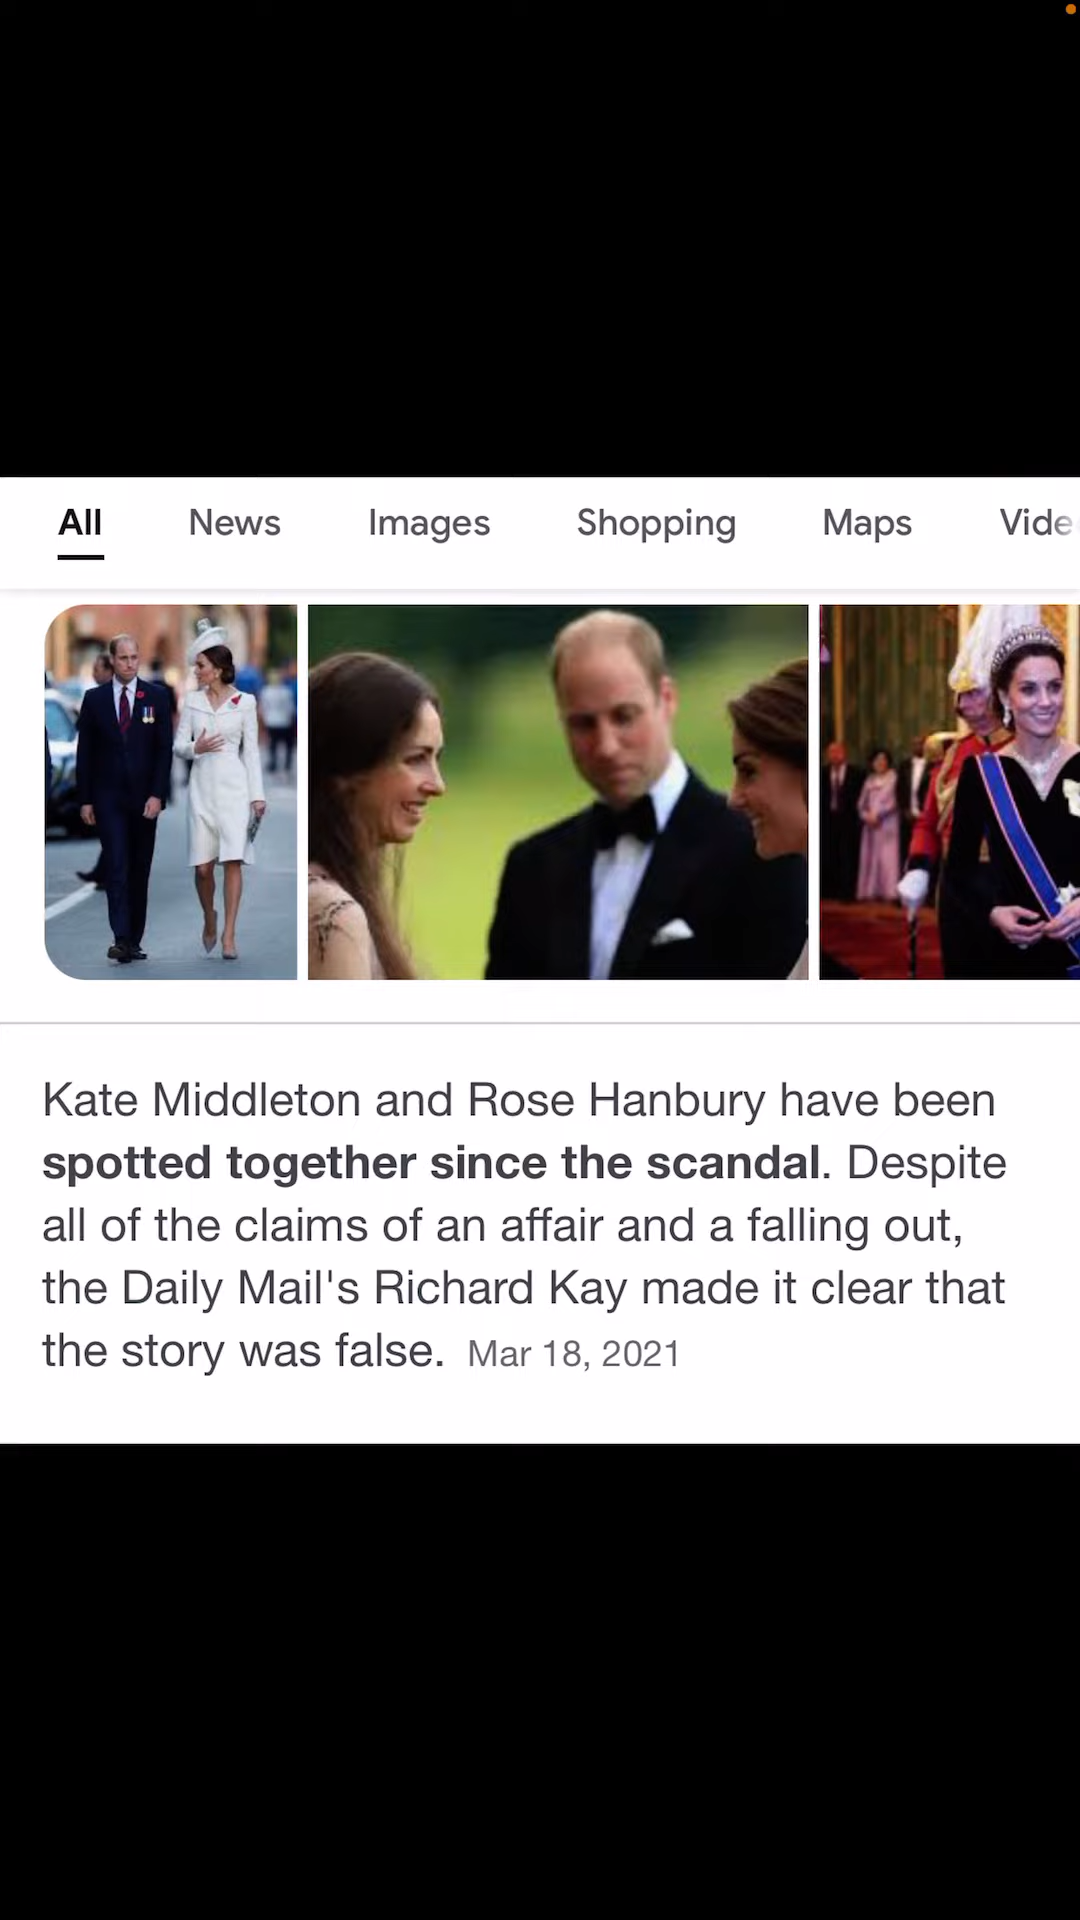 All News Images Shopping Maps Vide
Kate Middleton and Rose Hanbury have been
spotted together since the scandal. Despite
all of the claims of an affair and a falling out,
the Daily Mail's Richard Kay made it clear that
the story was false. Mar 18, 2021